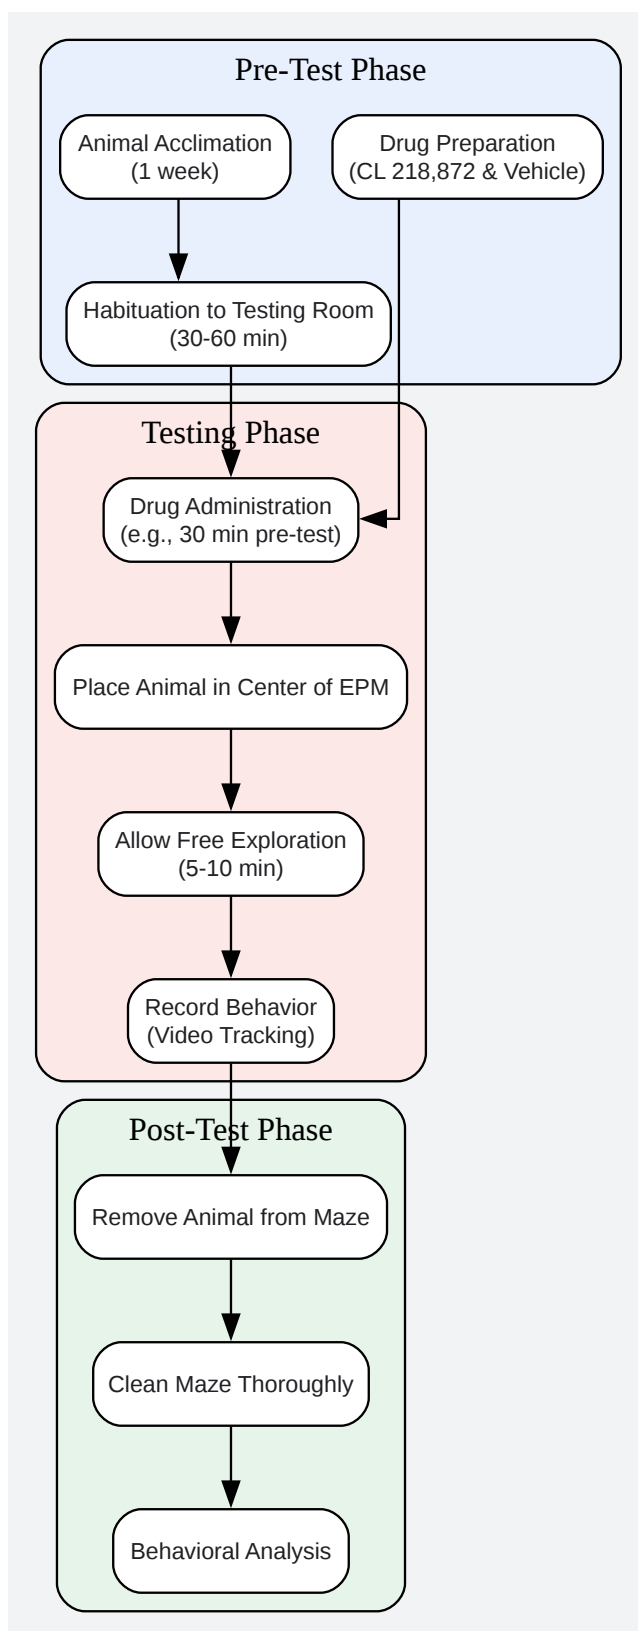 Pre-Test Phase
Animal Acclimation
(1 week)
Drug Preparation
(CL 218,872 & Vehicle)
Habituation to Testing Room
(30-60 min)
Testing Phase
Drug Administration
(e.g., 30 min pre-test)
Place Animal in Center of EPM
Allow Free Exploration
(5-10 min)
Record Behavior
(Video Tracking)
Post-Test Phase
Remove Animal from Maze
Clean Maze Thoroughly
Behavioral Analysis